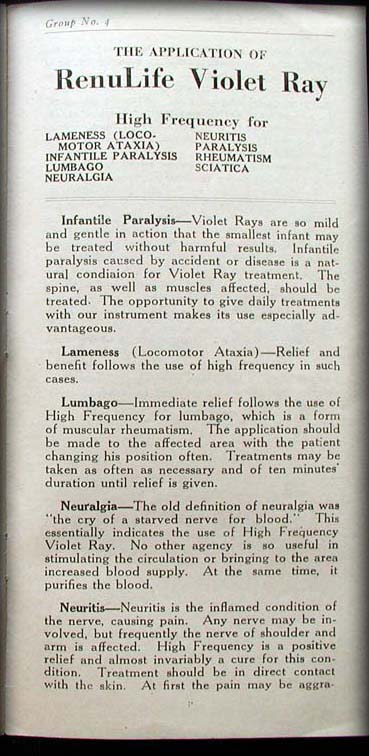 Group No. 4
THE APPLICATION OF
RenuLife Violet Ray
High Frequency for
LAMENESS (LOCO-
MOTOR ATAXIA)
INFANTILE PARALYSIS
LUMBAGO
NEURALGIA
NEURITIS
PARALYSIS
RHEUMATISM
SCIATICA
Infantile Paralysis—Violet Rays are so mild
and gentle in action that the smallest infant may
be treated without harmful results. Infantile
paralysis caused by accident or disease is a nat-
ural condiaion for Violet Ray treatment. The
spine, as well as muscles affected, should be
treated. The opportunity to give daily treatments
with our instrument makes its use especially ad-
vantageous.
Lameness (Locomotor Ataxia)—Relief and
benefit follows the use of high frequency in such
cases.
Lumbago—Immediate relief follows the use of
High Frequency for lumbago, which is a form
of muscular rheumatism. The application should
be made to the affected area with the patient
changing his position often. Treatments may be
taken as often as necessary and of ten minutes'
duration until relief is given.
Neuralgia—The old definition of neuralgia was
"the cry of a starved nerve for blood." This
essentially indicates the use of High Frequency
Violet Ray. No other agency is so useful in
stimulating the circulation or bringing to the area
increased blood supply. At the same time, it
purifies the blood.
Neuritis—Neuritis is the inflamed condition of
the nerve, causing pain. Any nerve may be in-
volved, but frequently the nerve of shoulder and
arm is affected. High Frequency is a positive
relief and almost invariably a cure for this con-
dition. Treatment should be in direct contact
with the skin. At first the pain may be aggra-